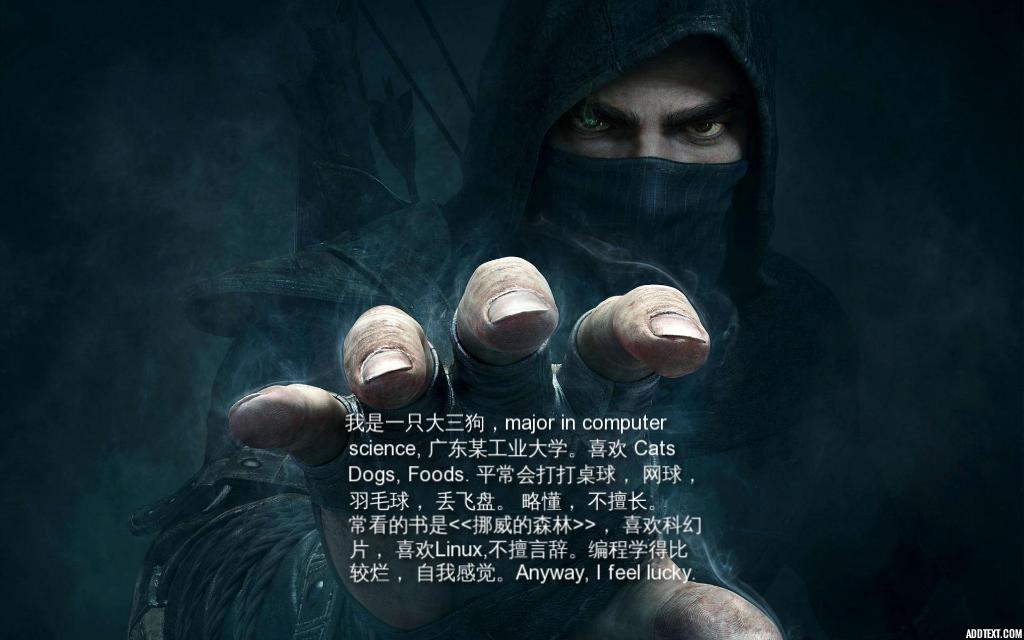 我是一只大三狗，major in computer
science, 广东某工业大学。喜欢 Cats
Dogs, Foods. 平常会打打桌球， 网球，
羽毛球， 丢飞盘。 略懂， 不擅长。
常看的书是<<挪威的森林>>， 喜欢科幻
片， 喜欢Linux,不擅言辞。编程学得比
较烂， 自我感觉。Anyway, I feel lucky.
ADDTEXT.COM